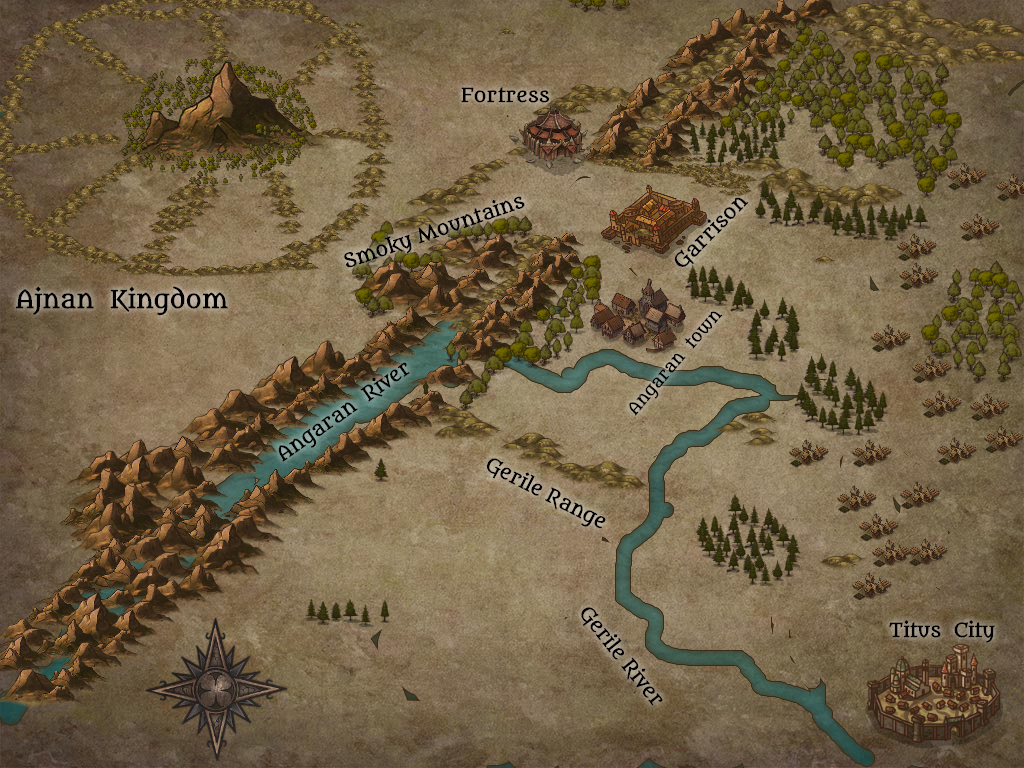 Fortress
Smoky Mountains
Garrison
Ajnan Kingdom
Angaran town
Angaran River
Gerile Range
Gerile River
Titus City